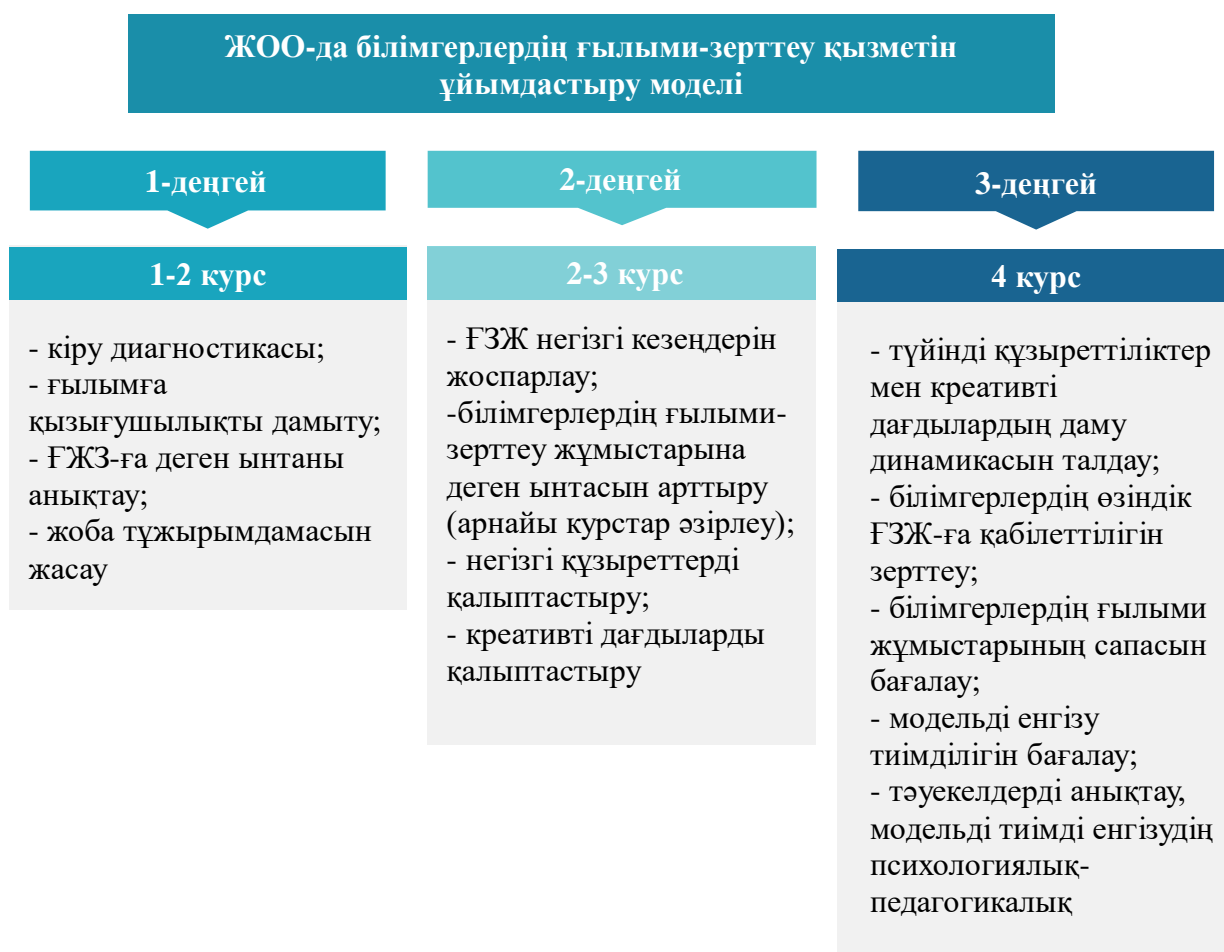 ЖОО-да білімгерлердің ғылыми-зерттеу қызметін
ұйымдастыру моделі
1-деңгей
1-2 курс
- кіру диагностикасы;
- ғылымға
қызығушылықты дамыту;
- ҒЖЗ-ға деген ынтаны
анықтау;
- жоба тұжырымдамасын
жасау
2-деңгей
2-3 курс
- ҒЗЖ негізгі кезеңдерін
жоспарлау;
-білімгерлердің ғылыми-
зерттеу жұмыстарына
деген ынтасын арттыру
(арнайы курстар әзірлеу);
- негізгі құзыреттерді
қалыптастыру;
- креативті дағдыларды
қалыптастыру
3-деңгей
4 курс
- түйінді құзыреттіліктер
мен креативті
дағдылардың даму
динамикасын талдау;
- білімгерлердің өзіндік
ҒЗЖ-ға қабілеттілігін
зерттеу;
- білімгерлердің ғылыми
жұмыстарының сапасын
бағалау;
- модельді енгізу
тиімділігін бағалау;
- тәуекелдерді анықтау,
модельді тиімді енгізудің
психологиялық-
педагогикалық